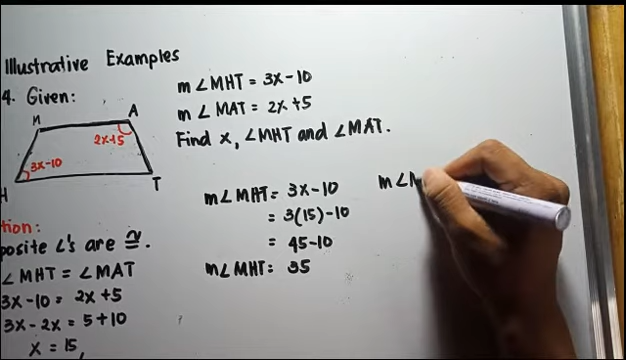 Illustrative Examples
4. Given:
m∠MHT = 3x-10
m∠MAT = 2x+5
Find x, ∠MHT and ∠MAT.
M
A
2x+5
3x-10
H
T
tion:
posite ∠'s are ≅.
∠MHT = ∠MAT
3x-10 = 2x+5
3x-2x = 5+10
x = 15,
m∠MHT = 3x-10
= 3(15)-10
= 45-10
m∠MHT = 35
m∠M